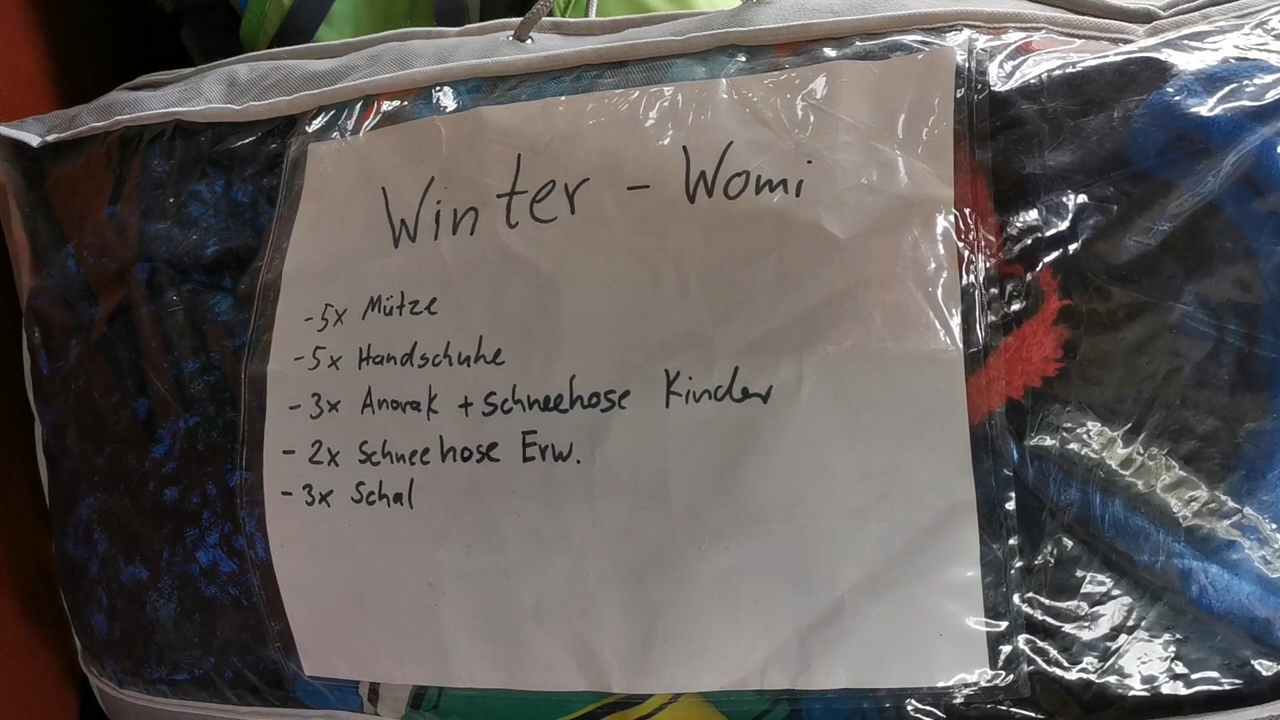 Winter - Womi
- 5x Mütze
- 5x Handschuhe
- 3x Anorak + Schneehose Kinder
- 2x Schneehose Erw.
- 3x Schal